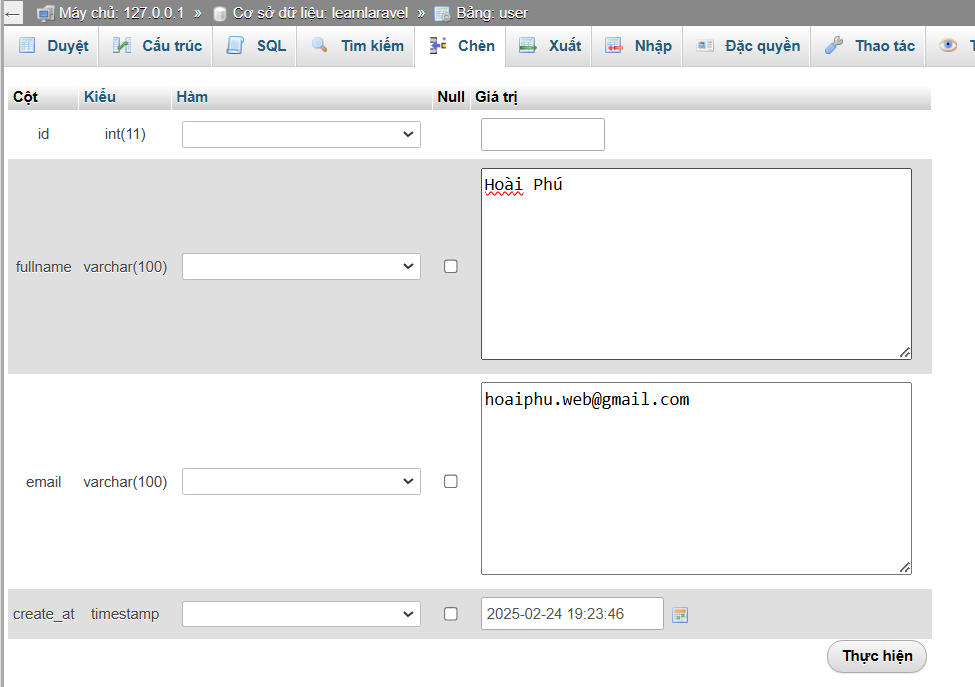 ← Máy chủ: 127.0.0.1 » Cơ sở dữ liệu: learnlaravel » Bảng: user
Duyệt Cấu trúc SQL Tìm kiếm Chèn Xuất Nhập Đặc quyền Thao tác
Cột Kiểu Hàm Null Giá trị
id int(11)
Hoài Phú
fullname varchar(100)
hoaiphu.web@gmail.com
email varchar(100)
create_at timestamp 2025-02-24 19:23:46
Thực hiện